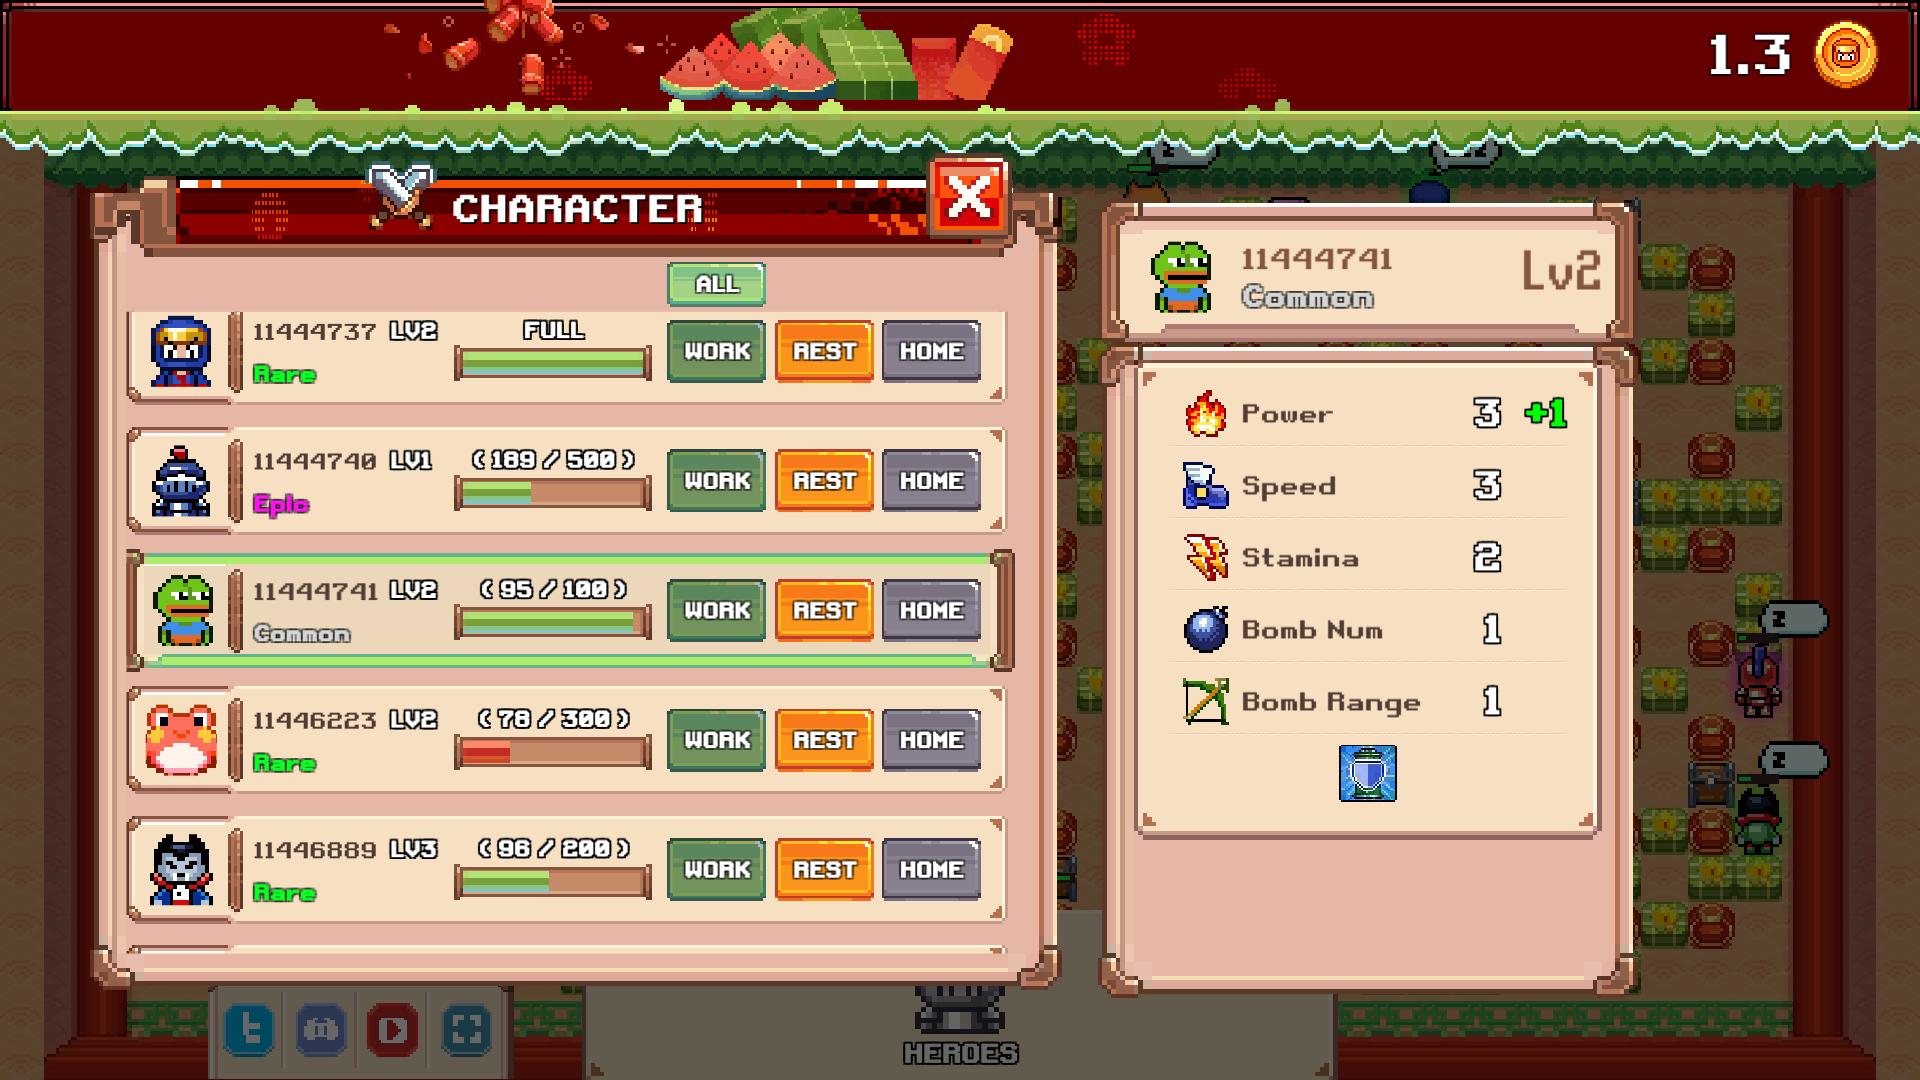 1.3
CHARACTER
ALL
11444737 LV2 FULL WORK REST HOME
Rare
11444740 LV1 (189/500) WORK REST HOME
Epic
11444741 LV2 (95/100) WORK REST HOME
Common
11446223 LV2 (78/300) WORK REST HOME
Rare
11446889 LV3 (96/200) WORK REST HOME
Rare
11444741 Lv2
Common
Power 3 +1
Speed 3
Stamina 2
Bomb Num 1
Bomb Range 1
z
z
z
z
HEROES